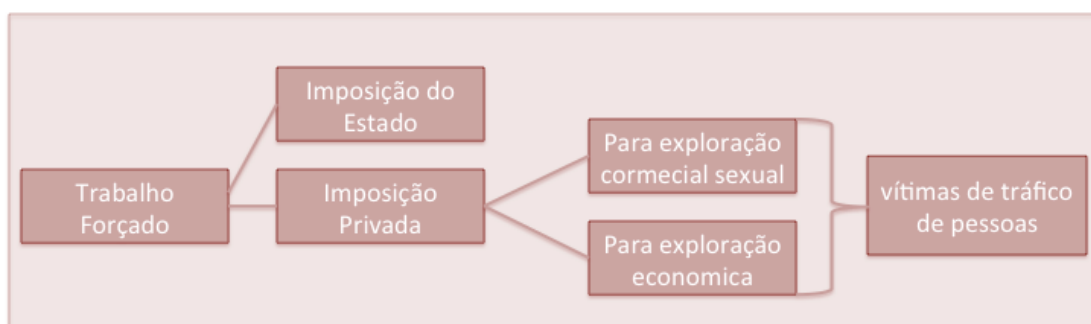 Trabalho
Forçado
Imposição do
Estado
Imposição
Privada
Para exploração
cormecial sexual
Para exploração
economica
vítimas de tráfico
de pessoas